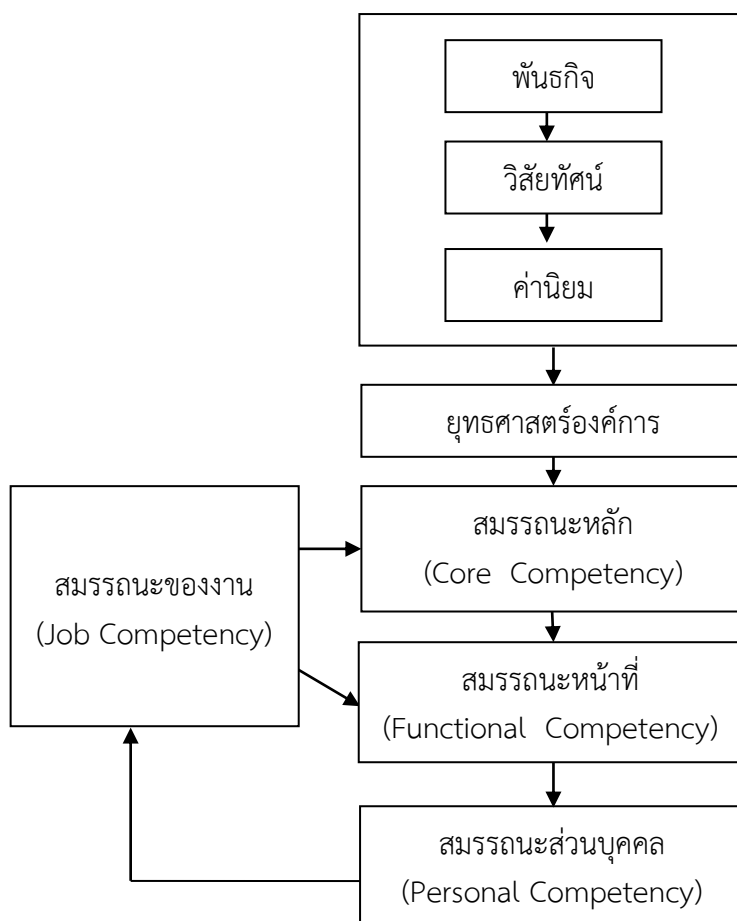 พันธกิจ
วิสัยทัศน์
ค่านิยม
ยุทธศาสตร์องค์การ
สมรรถนะหลัก
(Core Competency)
สมรรถนะของงาน
(Job Competency)
สมรรถนะหน้าที่
(Functional Competency)
สมรรถนะส่วนบุคคล
(Personal Competency)